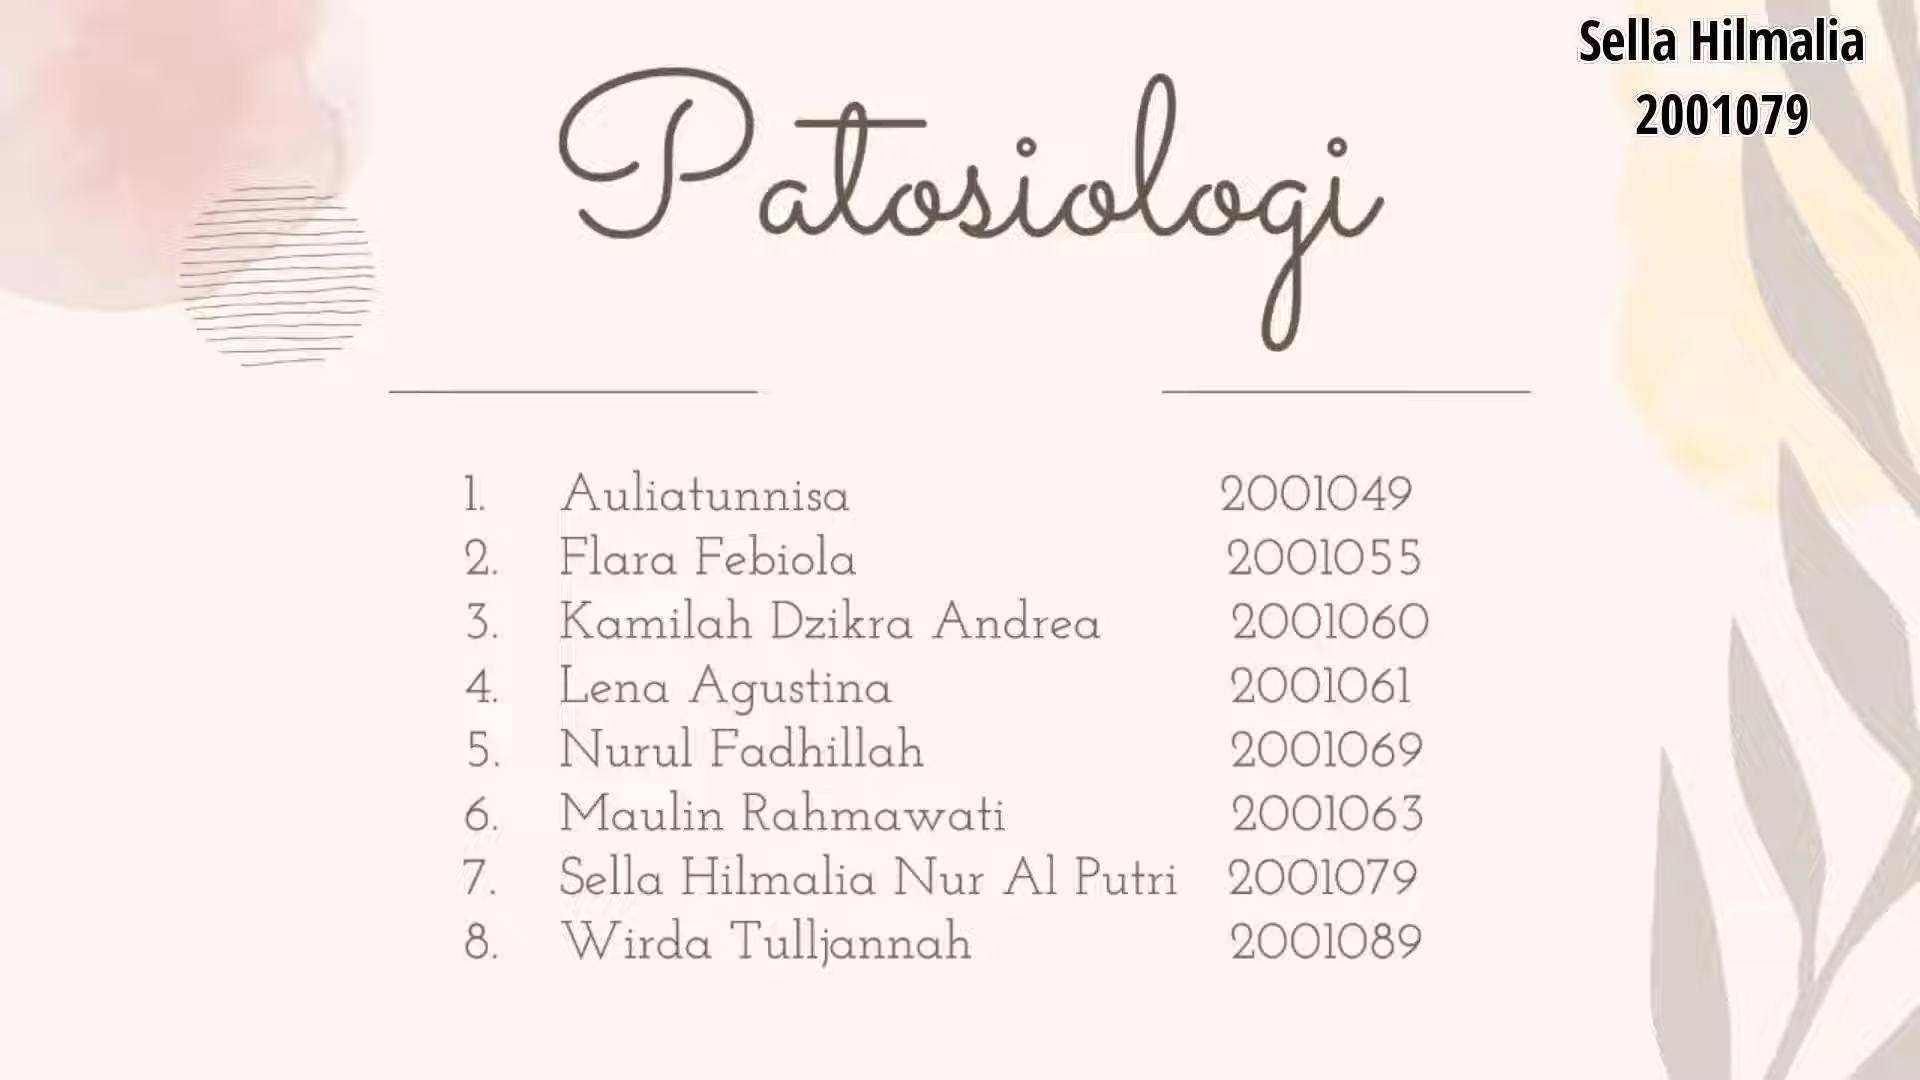 Sella Hilmalia
2001079
Patosiologi
1. Auliatunnisa 2001049
2. Flara Febiola 2001055
3. Kamilah Dzikra Andrea 2001060
4. Lena Agustina 2001061
5. Nurul Fadhillah 2001069
6. Maulin Rahmawati 2001063
7. Sella Hilmalia Nur Al Putri 2001079
8. Wirda Tulljannah 2001089